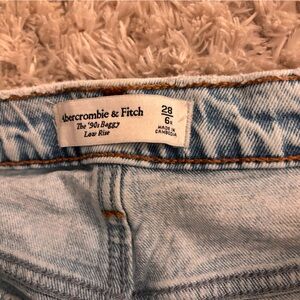 Abercrombie & Fitch
The '90s Baggy
Low Rise
28
6R
MADE IN
CAMBODIA